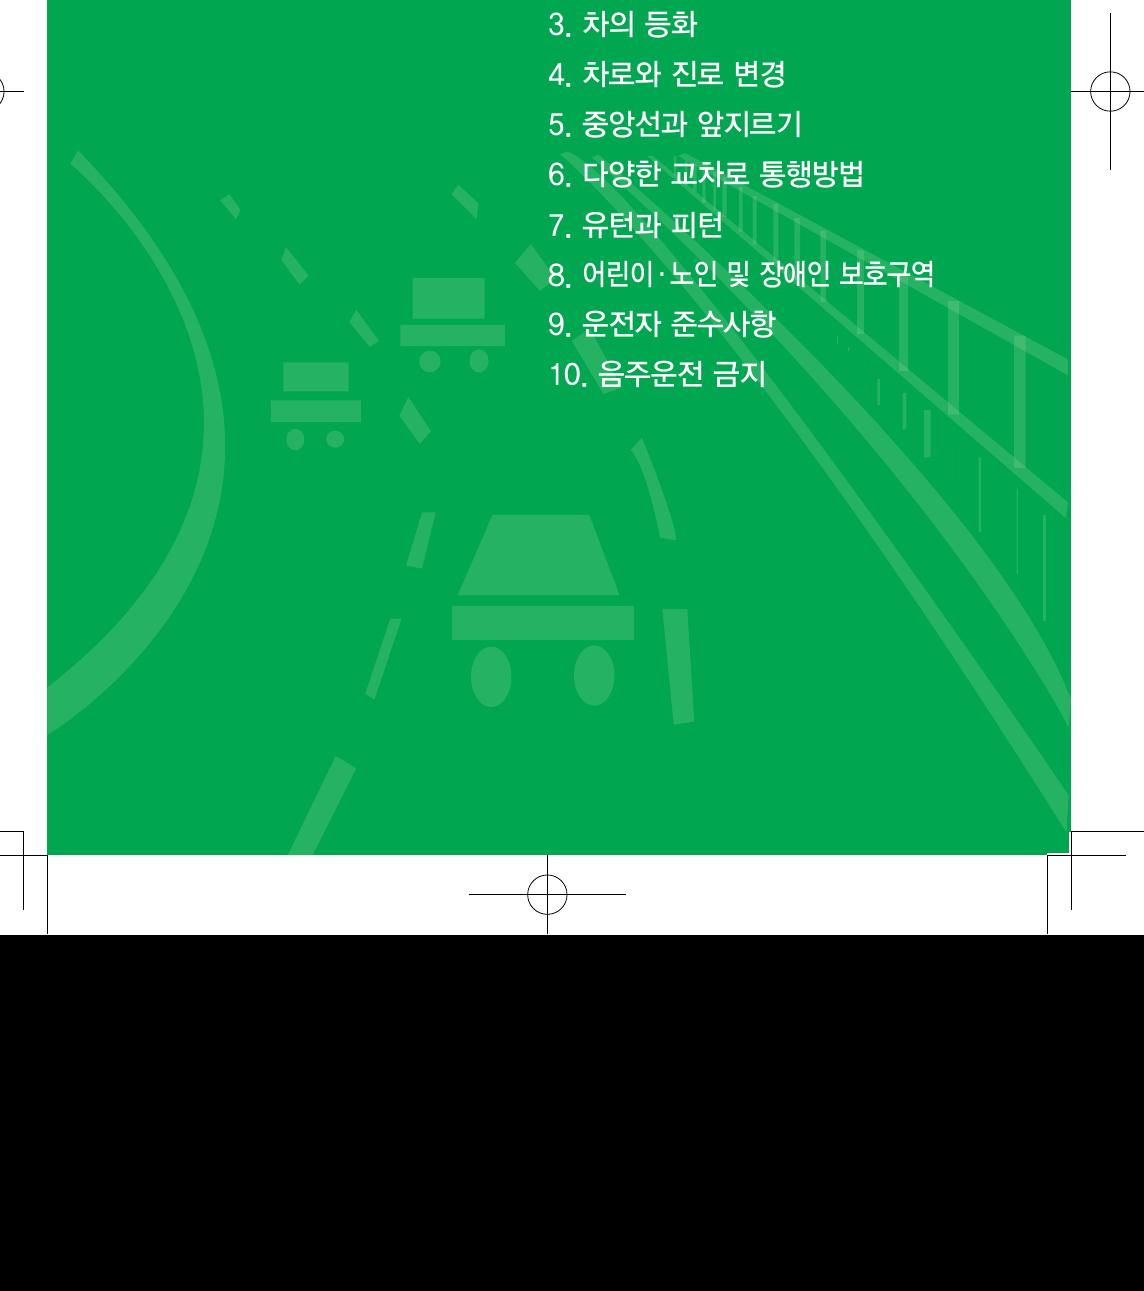 3. 차의 등화
4. 차로와 진로 변경
5. 중앙선과 앞지르기
6. 다양한 교차로 통행방법
7. 유턴과 피턴
8. 어린이·노인 및 장애인 보호구역
9. 운전자 준수사항
10. 음주운전 금지